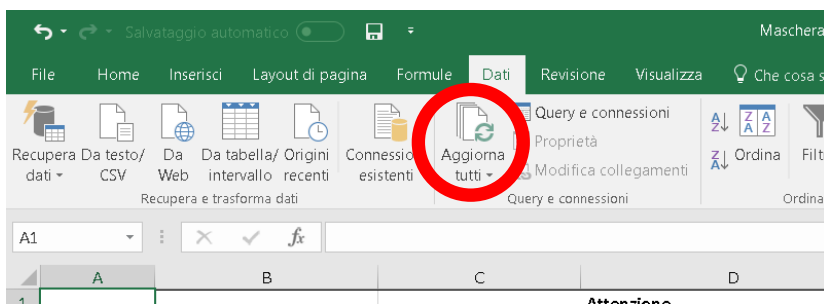 Salvataggio automatico
Maschera
File Home Inserisci Layout di pagina Formule Dati Revisione Visualizza Che cosa s
Recupera dati
Da testo/ CSV
Da Web
Da tabella/ intervallo
Origini recenti
Connessio esistenti
Recupera e trasforma dati
Aggiorna tutti
Query e connessioni
Proprietà
Modifica collegamenti
Query e connessioni
A Z
Z A
Z A
A Z
Ordina
Filt
Ordina
A1
fx
A B C D
1
Attenzione